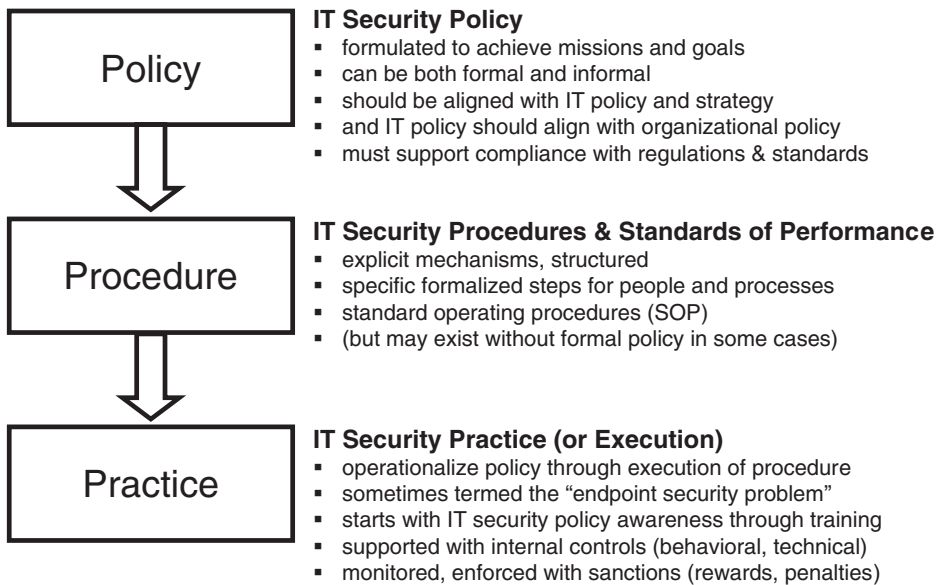 Policy
IT Security Policy
▪ formulated to achieve missions and goals
▪ can be both formal and informal
▪ should be aligned with IT policy and strategy
▪ and IT policy should align with organizational policy
▪ must support compliance with regulations & standards
Procedure
IT Security Procedures & Standards of Performance
▪ explicit mechanisms, structured
▪ specific formalized steps for people and processes
▪ standard operating procedures (SOP)
▪ (but may exist without formal policy in some cases)
Practice
IT Security Practice (or Execution)
▪ operationalize policy through execution of procedure
▪ sometimes termed the “endpoint security problem”
▪ starts with IT security policy awareness through training
▪ supported with internal controls (behavioral, technical)
▪ monitored, enforced with sanctions (rewards, penalties)